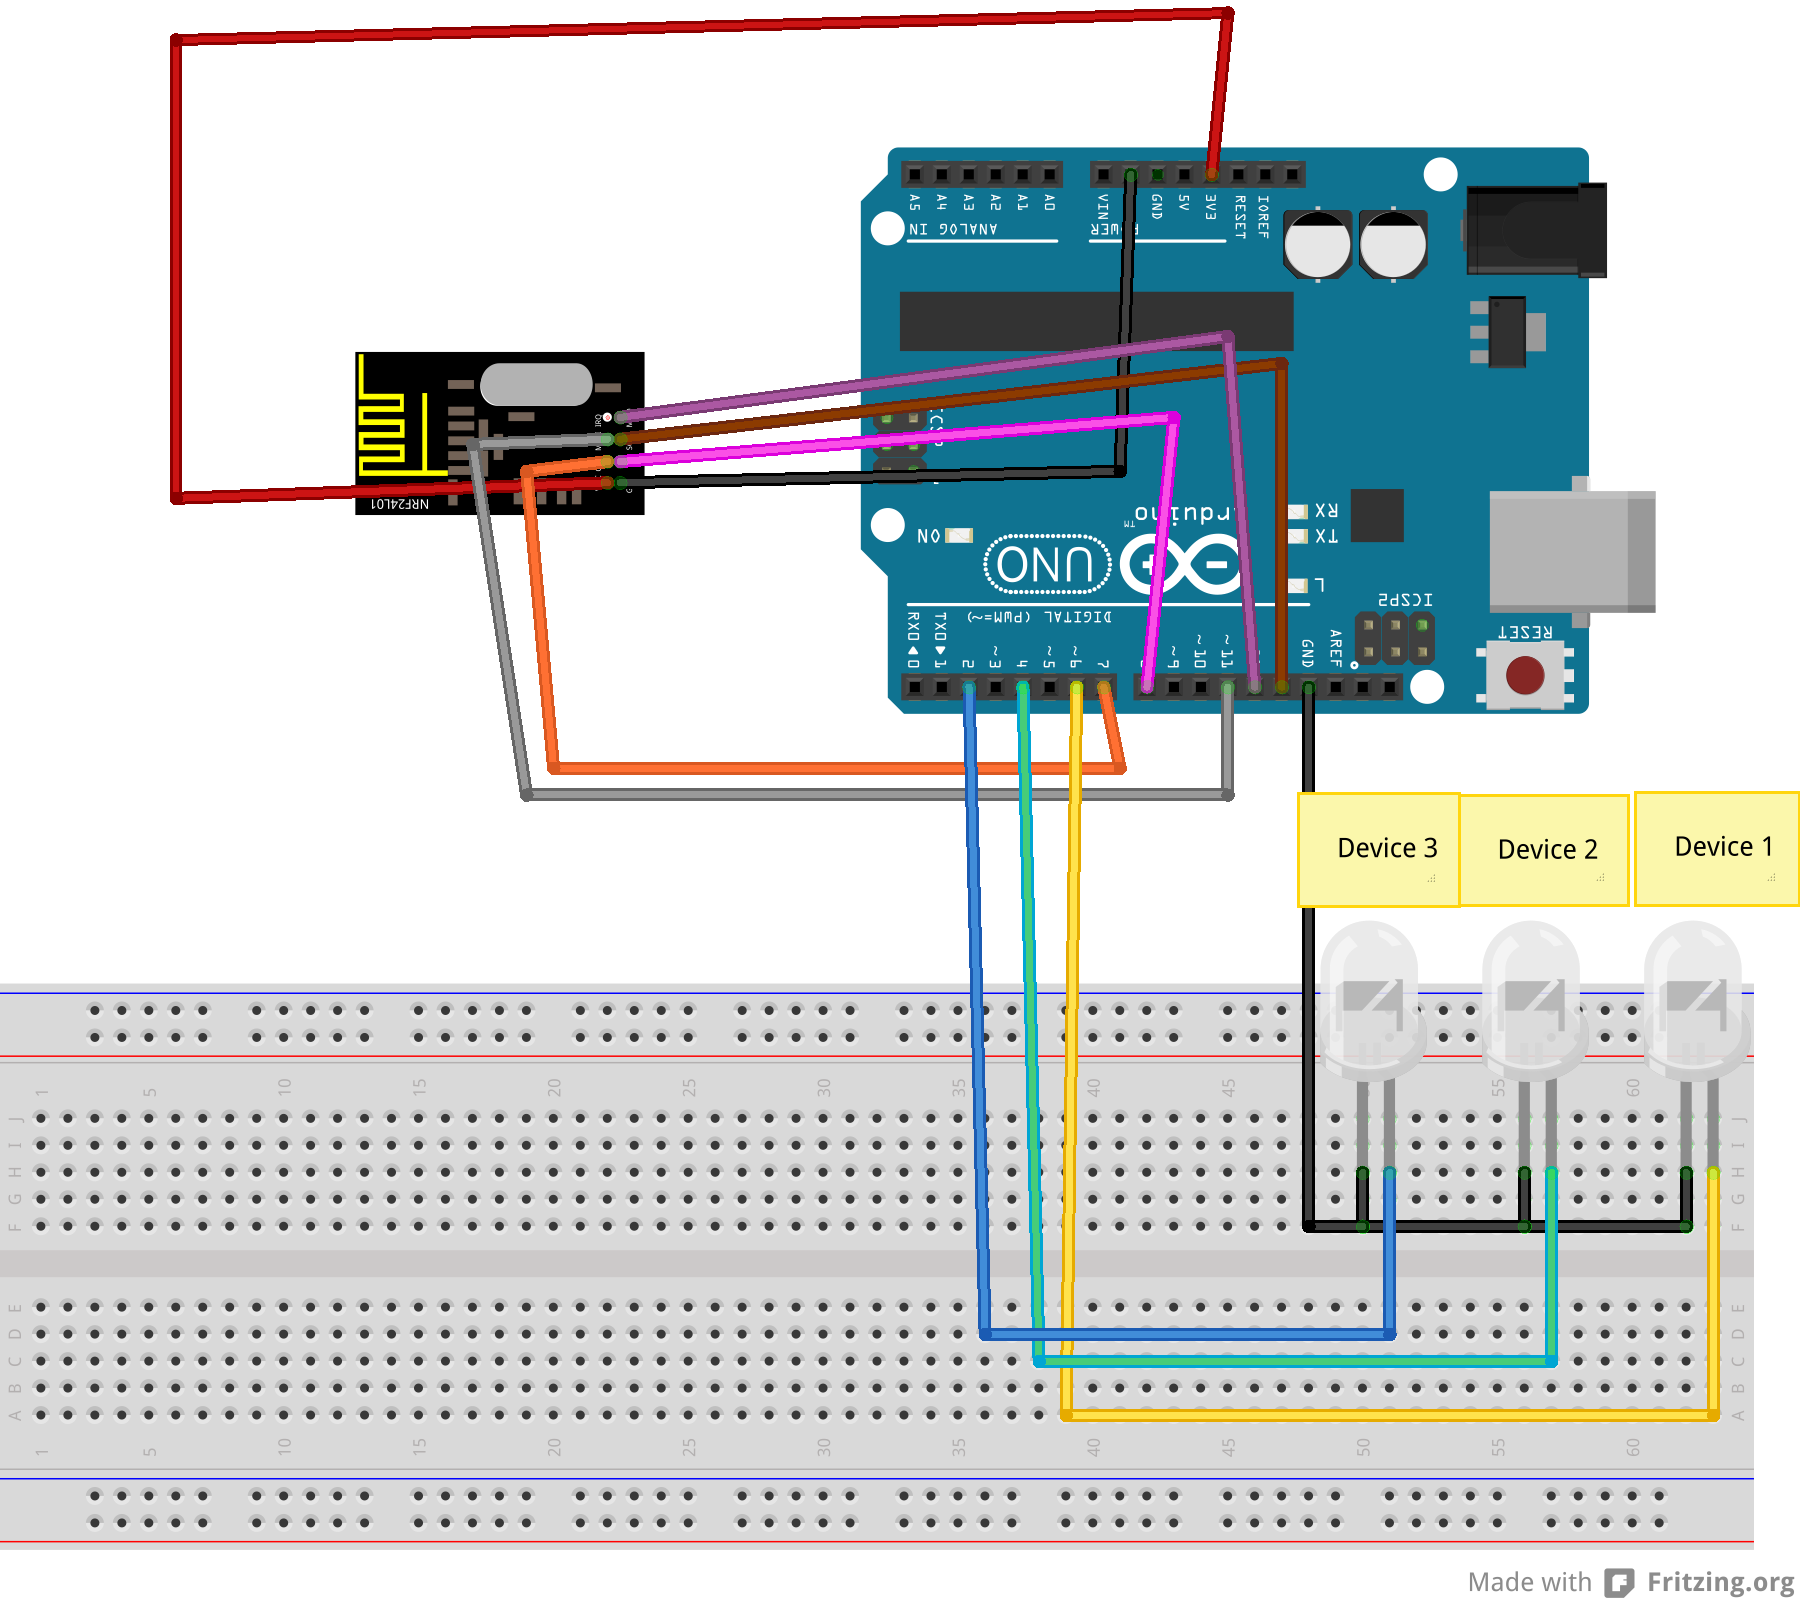 A5 A4 A3 A2 A1 A0
VIN GND 5V 3V3 RESET IOREF
ANALOG IN
IRQ
NRF24L01
ON
UNO
TM
RX
TX
L
ICSP2
RESET
DIGITAL (PWM=~)
RX0 ◀ 0
TX0 ▶ 1
2
~3
4
~5
~6
7
~9
~10
~11
GND
AREF
Device 3
Device 2
Device 1
1 5 10 15 20 25 30 35 40 45 55 60
J J
I I
H H
G G
F F
E E
D D
C C
B B
A A
1 5 10 15 20 25 30 35 40 45 50 55 60
Made with Fritzing.org